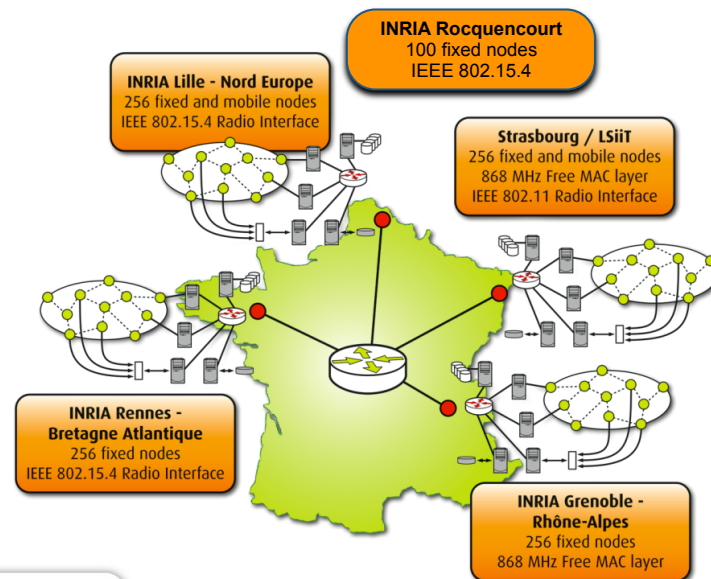 INRIA Rocquencourt
100 fixed nodes
IEEE 802.15.4
INRIA Lille - Nord Europe
256 fixed and mobile nodes
IEEE 802.15.4 Radio Interface
Strasbourg / LSiiT
256 fixed and mobile nodes
868 MHz Free MAC layer
IEEE 802.11 Radio Interface
INRIA Rennes -
Bretagne Atlantique
256 fixed nodes
IEEE 802.15.4 Radio Interface
INRIA Grenoble -
Rhône-Alpes
256 fixed nodes
868 MHz Free MAC layer